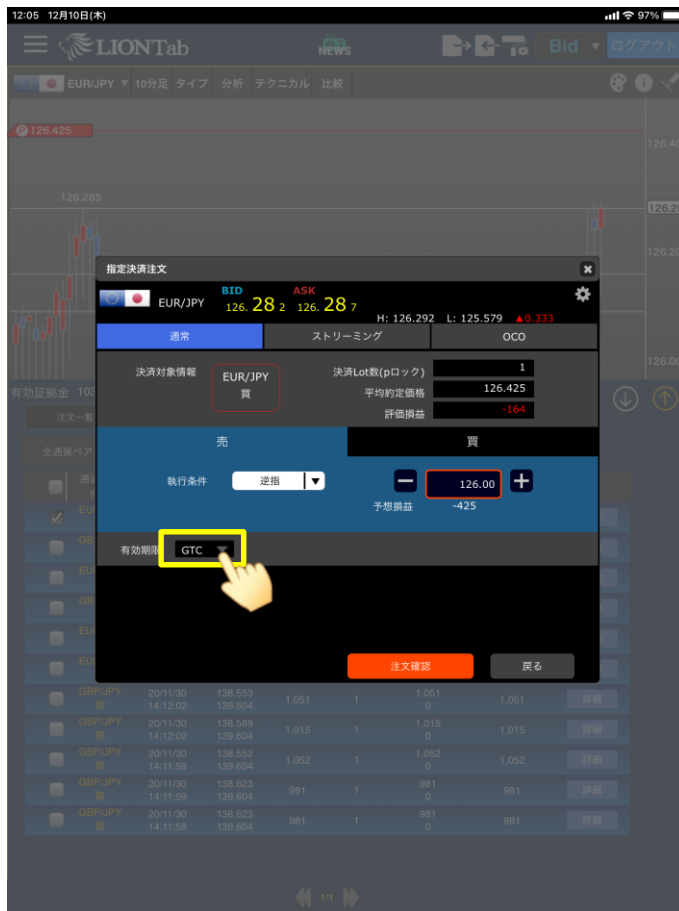 12:05 12月10日(木) 97%
LIONTab NEWS Bid ▼ ログアウト
EUR/JPY ▼ 10分足 タイプ 分析 テクニカル 比較
P 126.425
126.285
126.20
126.00
指定決済注文
EUR/JPY BID 126. 28 2 ASK 126. 28 7
H: 126.292 L: 125.579 ▲0.333
通常 ストリーミング OCO
決済対象情報 EUR/JPY 買
決済Lot数(pロック) 1
平均約定価格 126.425
評価損益 -164
売 買
執行条件 逆指 ▼ 126.00
予想損益 -425
有効期限 GTC
注文確認 戻る
有効証拠金 103
注文一覧
全通貨ペア
GBP/JPY 20/11/30 138.553 1,051 1 1,051 1,051 詳細
買 14:12:02 139.604 0
GBP/JPY 20/11/30 138.589 1,015 1 1,015 1,015 詳細
買 14:12:02 139.604 0
GBP/JPY 20/11/30 138.552 1,052 1 1,052 1,052 詳細
買 14:11:59 139.604 0
GBP/JPY 20/11/30 138.623 981 1 981 981 詳細
買 14:11:59 139.604 0
GBP/JPY 20/11/30 138.623 981 1 981 981 詳細
買 14:11:58 139.604 0
1/1